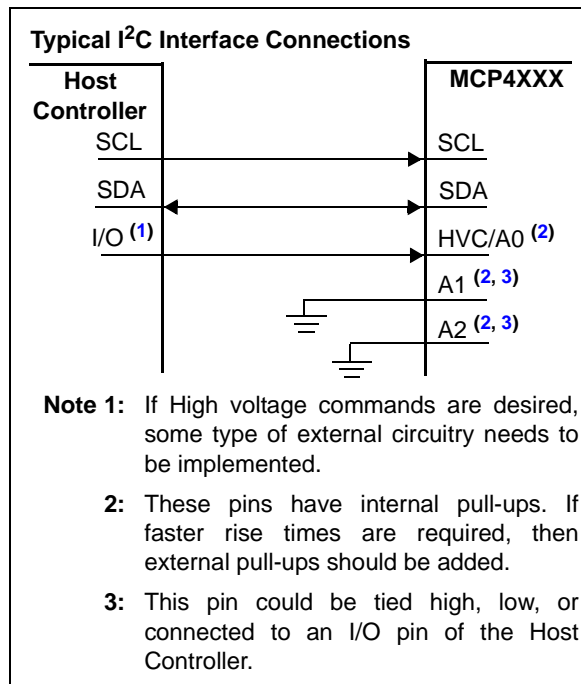 Typical I2C Interface Connections
Host
Controller
MCP4XXX
SCL
SCL
SDA
SDA
I/O (1)
HVC/A0 (2)
A1 (2, 3)
A2 (2, 3)
Note 1: If High voltage commands are desired,
some type of external circuitry needs to
be implemented.
2: These pins have internal pull-ups. If
faster rise times are required, then
external pull-ups should be added.
3: This pin could be tied high, low, or
connected to an I/O pin of the Host
Controller.